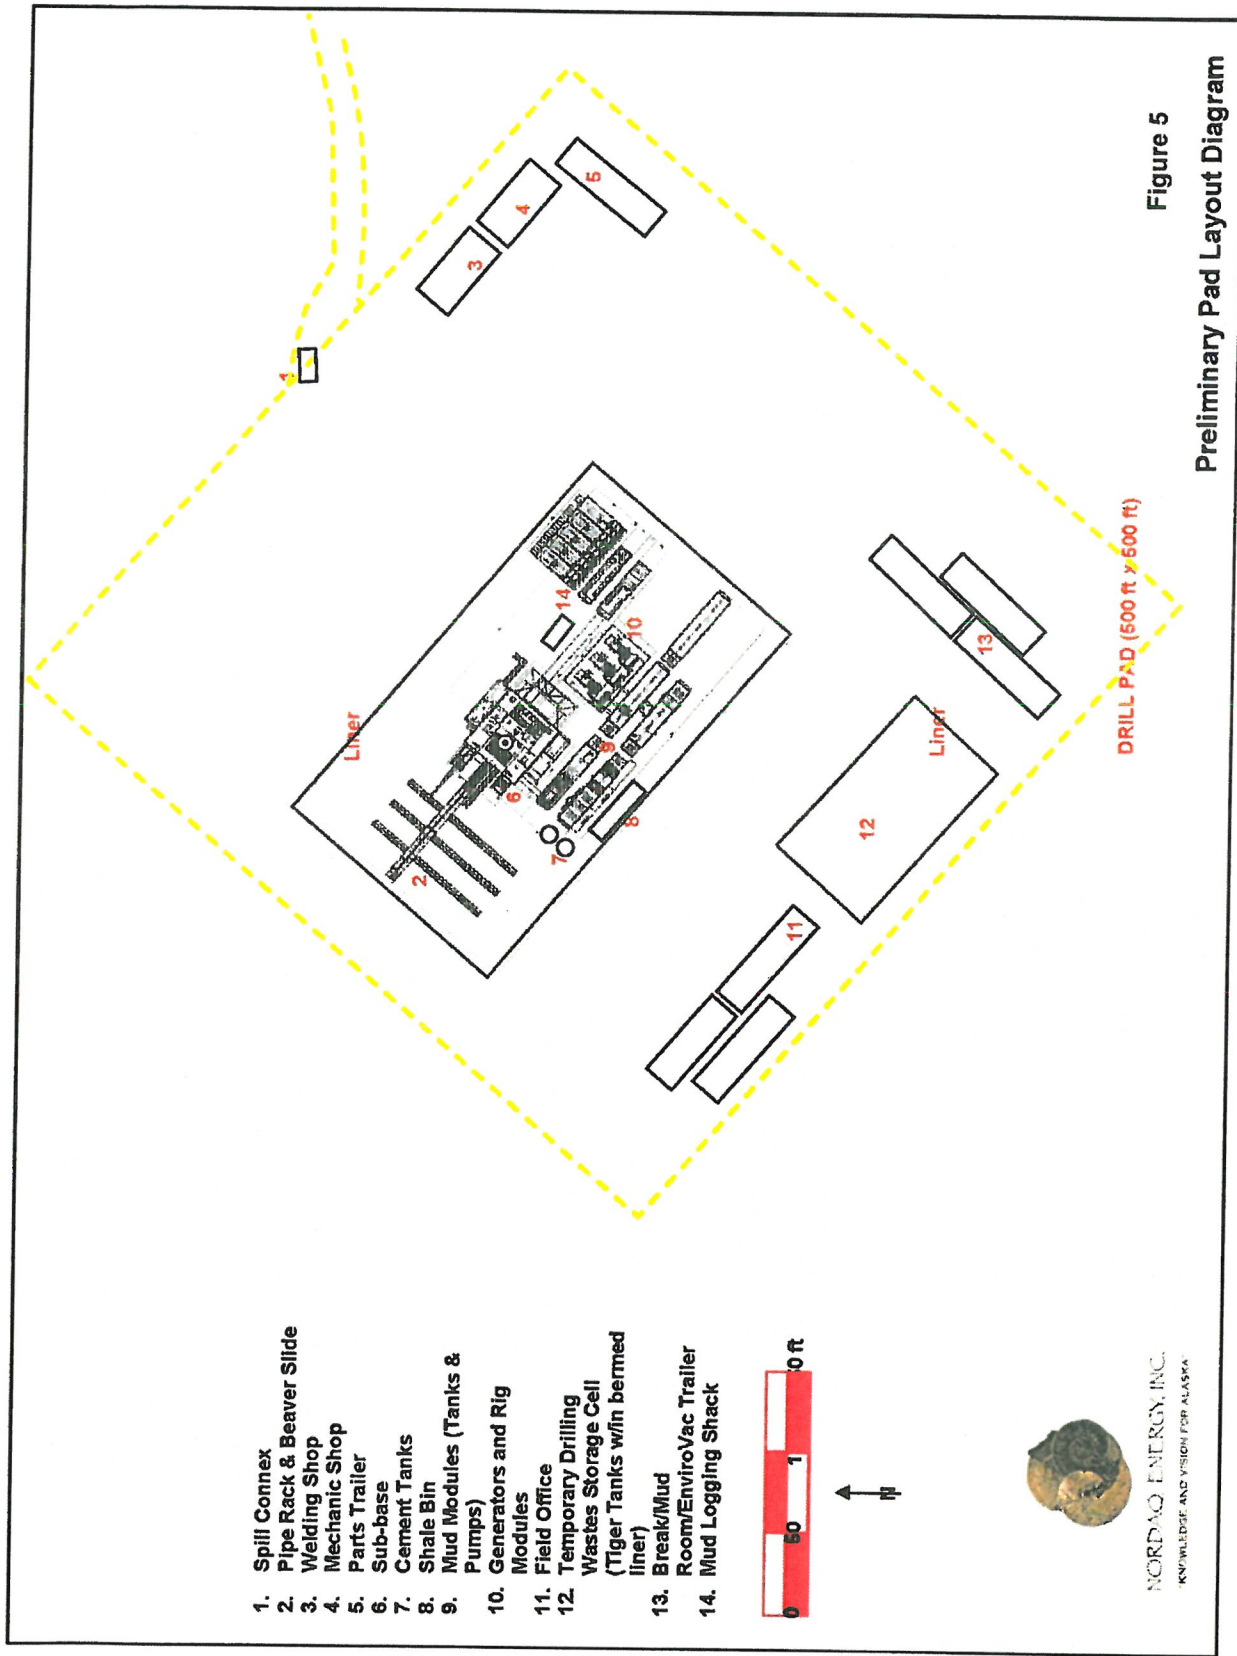 1. Spill Connex
2. Pipe Rack & Beaver Slide
3. Welding Shop
4. Mechanic Shop
5. Parts Trailer
6. Sub-base
7. Cement Tanks
8. Shale Bin
9. Mud Modules (Tanks &
Pumps)
10. Generators and Rig
Modules
11. Field Office
12. Temporary Drilling
Wastes Storage Cell
(Tiger Tanks w/in bermed
liner)
13. Break/Mud
Room/EnviroVac Trailer
14. Mud Logging Shack
0
50
1
0 ft
N
NORDAQ ENERGY, INC.
"KNOWLEDGE AND VISION FOR ALASKA"
1
2
Liner
3
4
5
6
7
8
9
10
14
11
12
Liner
13
DRILL PAD (500 ft x 500 ft)
Figure 5
Preliminary Pad Layout Diagram